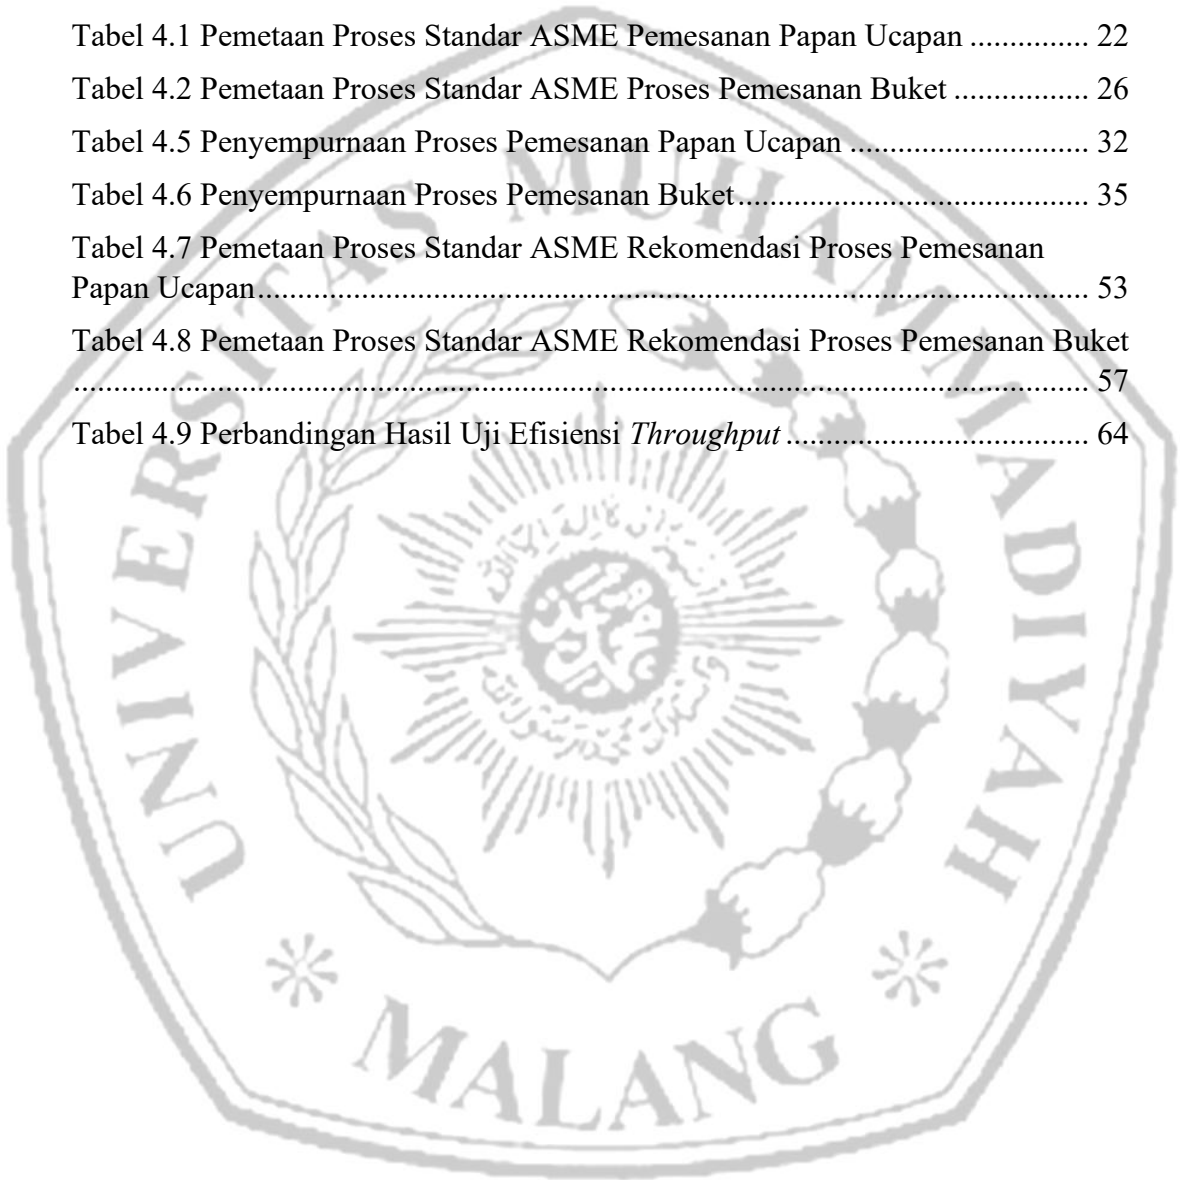 Tabel 4.1 Pemetaan Proses Standar ASME Pemesanan Papan Ucapan ............... 22
Tabel 4.2 Pemetaan Proses Standar ASME Proses Pemesanan Buket ................. 26
Tabel 4.5 Penyempurnaan Proses Pemesanan Papan Ucapan .............................. 32
Tabel 4.6 Penyempurnaan Proses Pemesanan Buket............................................ 35
Tabel 4.7 Pemetaan Proses Standar ASME Rekomendasi Proses Pemesanan
Papan Ucapan........................................................................................................ 53
Tabel 4.8 Pemetaan Proses Standar ASME Rekomendasi Proses Pemesanan Buket
............................................................................................................................... 57
Tabel 4.9 Perbandingan Hasil Uji Efisiensi Throughput ...................................... 64
UNIVERSITAS MUHAMMADIYAH
MALANG